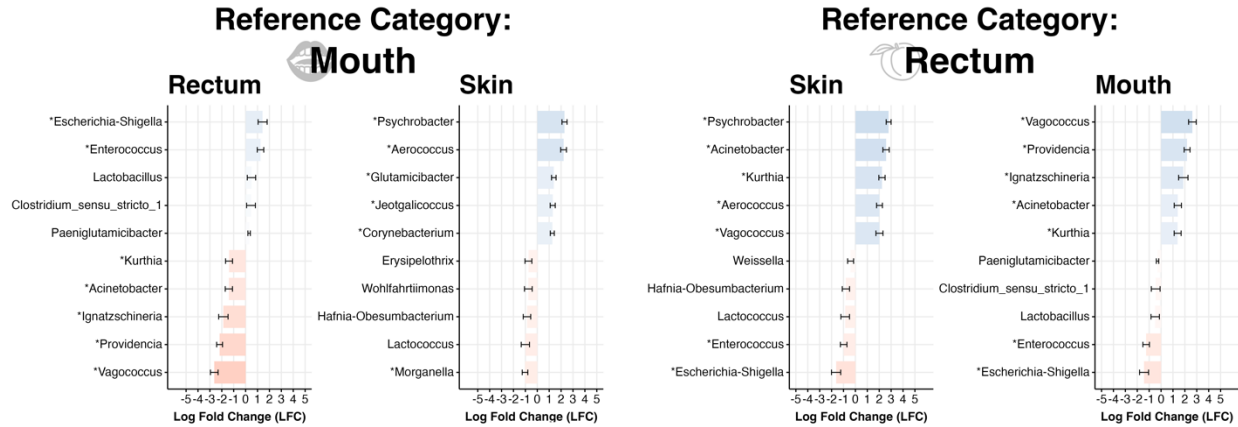 Reference Category:
Mouth
Reference Category:
Rectum
Rectum
*Escherichia-Shigella
*Enterococcus
Lactobacillus
Clostridium_sensu_stricto_1
Paeniglutamicibacter
*Kurthia
*Acinetobacter
*Ignatzschineria
*Providencia
*Vagococcus
-5-4-3-2-1 0 1 2 3 4 5
Log Fold Change (LFC)
Skin
*Psychrobacter
*Aerococcus
*Glutamicibacter
*Jeotgalicoccus
*Corynebacterium
Erysipelothrix
Wohlfahrtiimonas
Hafnia-Obesumbacterium
Lactococcus
*Morganella
-5-4-3-2-1 0 1 2 3 4 5
Log Fold Change (LFC)
Skin
*Psychrobacter
*Acinetobacter
*Kurthia
*Aerococcus
*Vagococcus
Weissella
Hafnia-Obesumbacterium
Lactococcus
*Enterococcus
*Escherichia-Shigella
-5-4-3-2-1 0 1 2 3 4 5
Log Fold Change (LFC)
Mouth
*Vagococcus
*Providencia
*Ignatzschineria
*Acinetobacter
*Kurthia
Paeniglutamicibacter
Clostridium_sensu_stricto_1
Lactobacillus
*Enterococcus
*Escherichia-Shigella
-5-4-3-2-1 0 1 2 3 4 5
Log Fold Change (LFC)